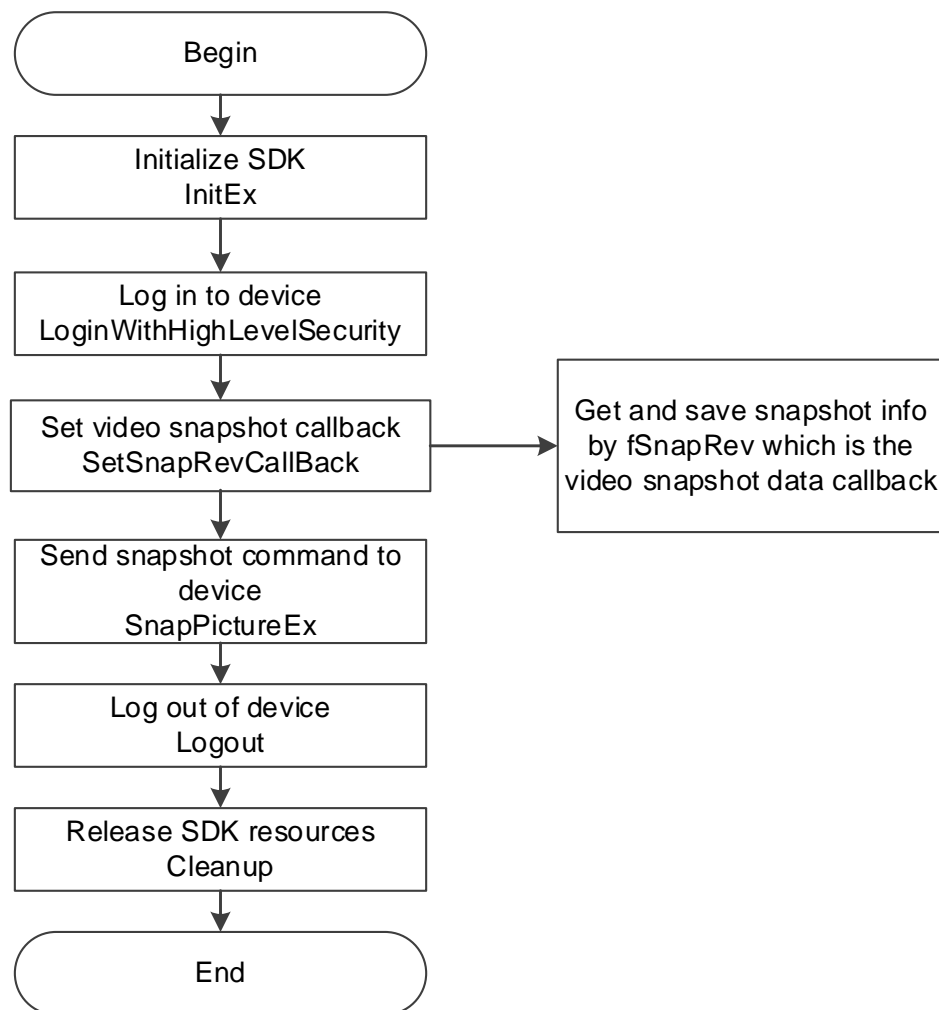 Begin
Initialize SDK
InitEx
Log in to device
LoginWithHighLevelSecurity
Set video snapshot callback
SetSnapRevCallBack
Get and save snapshot info
by fSnapRev which is the
video snapshot data callback
Send snapshot command to
device
SnapPictureEx
Log out of device
Logout
Release SDK resources
Cleanup
End